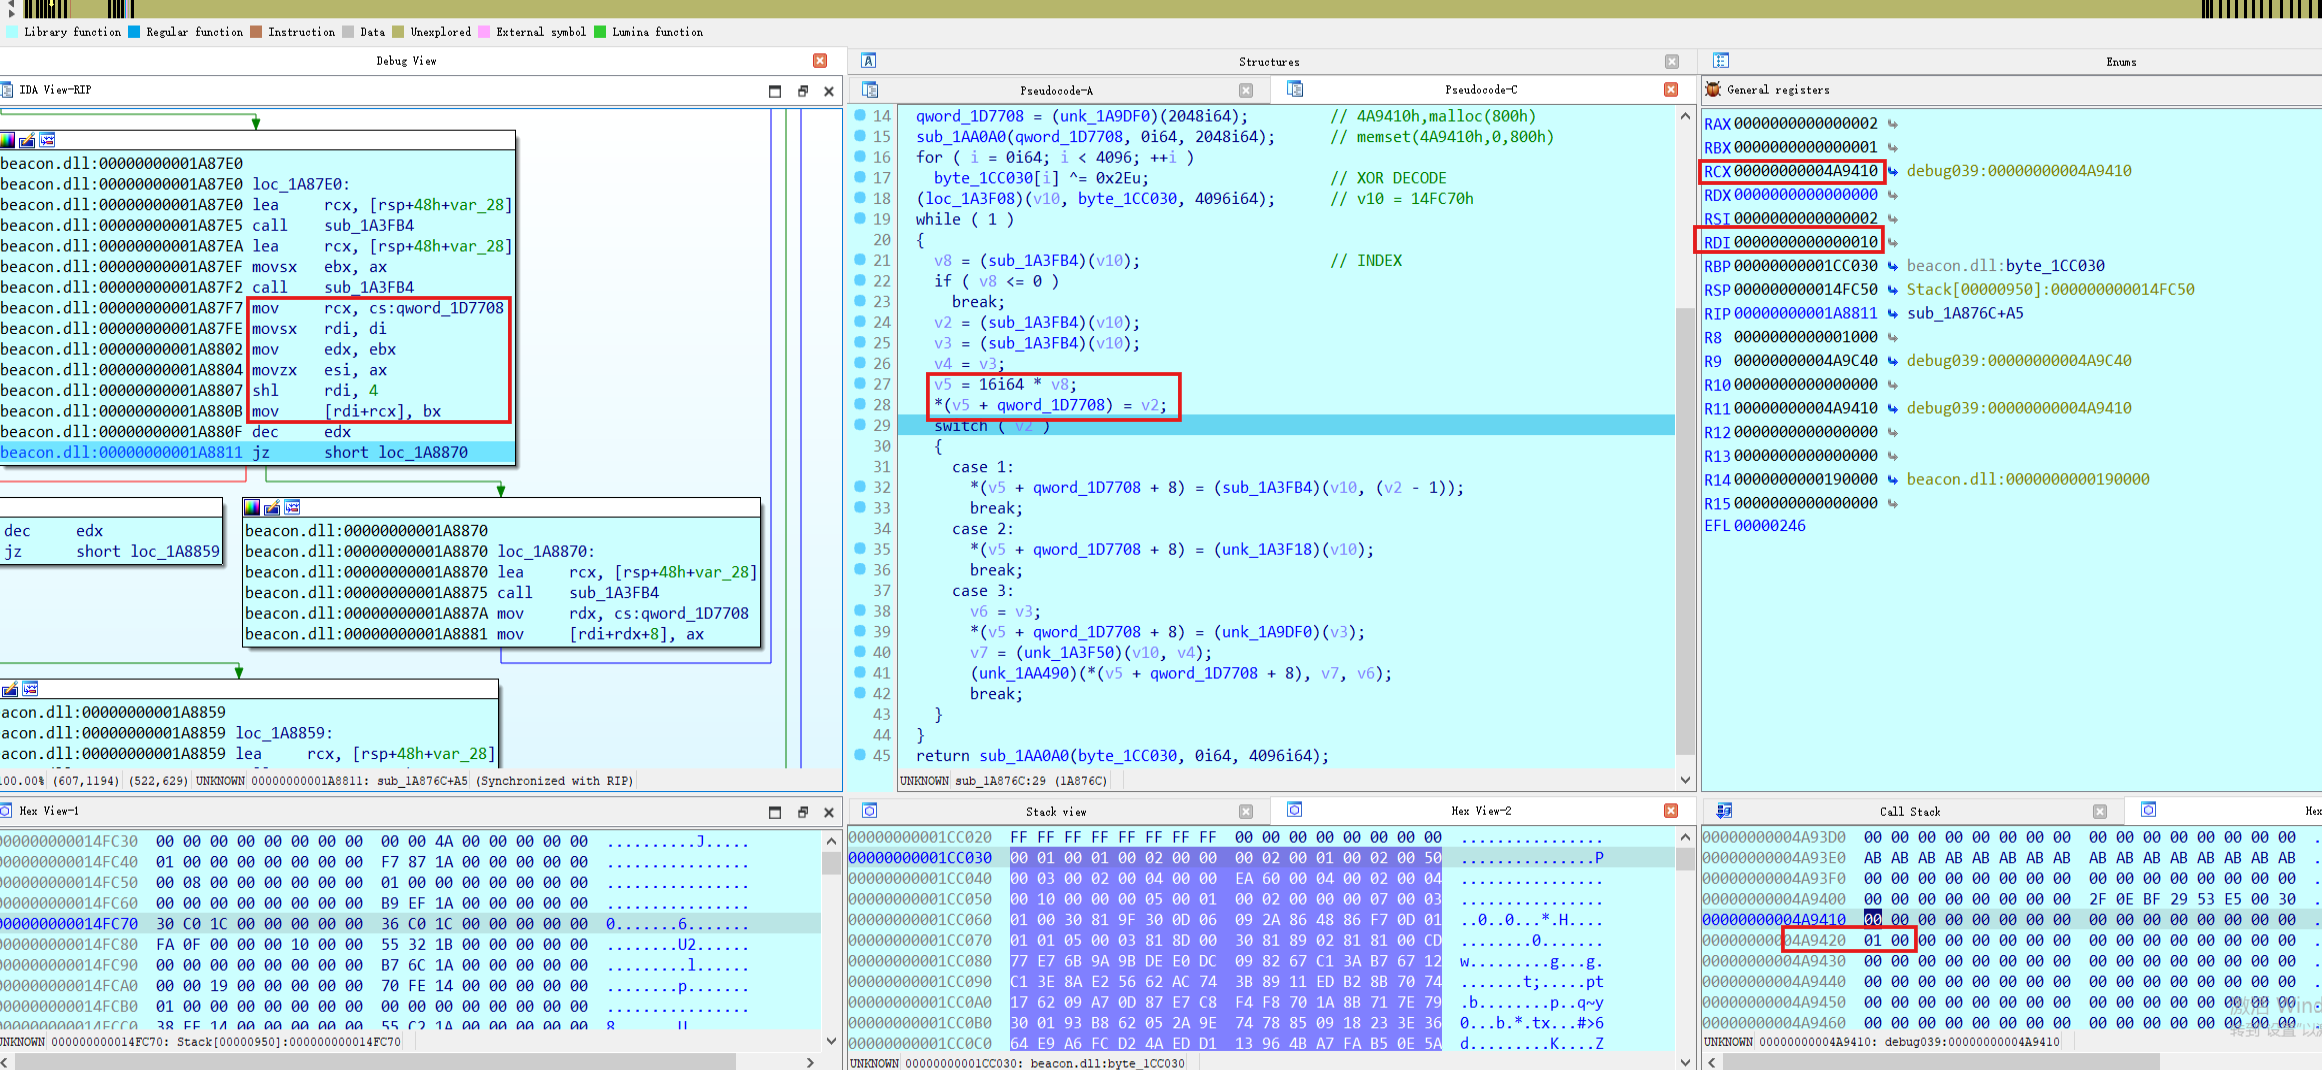 Library function Regular function Instruction Data Unexplored External symbol Lumina function
Debug View
IDA View-RIP
beacon.dll:00000000001A87E0
beacon.dll:00000000001A87E0 loc_1A87E0:
beacon.dll:00000000001A87E0 lea rcx, [rsp+48h+var_28]
beacon.dll:00000000001A87E5 call sub_1A3FB4
beacon.dll:00000000001A87EA lea rcx, [rsp+48h+var_28]
beacon.dll:00000000001A87EF movsx ebx, ax
beacon.dll:00000000001A87F2 call sub_1A3FB4
beacon.dll:00000000001A87F7 mov rcx, cs:qword_1D7708
beacon.dll:00000000001A87FE movsx rdi, di
beacon.dll:00000000001A8802 mov edx, ebx
beacon.dll:00000000001A8804 movzx esi, ax
beacon.dll:00000000001A8807 shl rdi, 4
beacon.dll:00000000001A880B mov [rdi+rcx], bx
beacon.dll:00000000001A880F dec edx
beacon.dll:00000000001A8811 jz short loc_1A8870
dec edx
jz short loc_1A8859
beacon.dll:00000000001A8870
beacon.dll:00000000001A8870 loc_1A8870:
beacon.dll:00000000001A8870 lea rcx, [rsp+48h+var_28]
beacon.dll:00000000001A8875 call sub_1A3FB4
beacon.dll:00000000001A887A mov rdx, cs:qword_1D7708
beacon.dll:00000000001A8881 mov [rdi+rdx+8], ax
eacon.dll:00000000001A8859
eacon.dll:00000000001A8859 loc_1A8859:
eacon.dll:00000000001A8859 lea rcx, [rsp+48h+var_28]
100.00% (607,1194) (522,629) UNKNOWN 00000000001A8811: sub_1A876C+A5 (Synchronized with RIP)
Structures
Pseudocode-A Pseudocode-C
14 qword_1D7708 = (unk_1A9DF0)(2048i64); // 4A9410h,malloc(800h)
15 sub_1AA0A0(qword_1D7708, 0i64, 2048i64); // memset(4A9410h,0,800h)
16 for ( i = 0i64; i < 4096; ++i )
17 byte_1CC030[i] ^= 0x2Eu; // XOR DECODE
18 (loc_1A3F08)(v10, byte_1CC030, 4096i64); // v10 = 14FC70h
19 while ( 1 )
20 {
21 v8 = (sub_1A3FB4)(v10); // INDEX
22 if ( v8 <= 0 )
23 break;
24 v2 = (sub_1A3FB4)(v10);
25 v3 = (sub_1A3FB4)(v10);
26 v4 = v3;
27 v5 = 16i64 * v8;
28 *(v5 + qword_1D7708) = v2;
29 switch ( v2 )
30 {
31 case 1:
32 *(v5 + qword_1D7708 + 8) = (sub_1A3FB4)(v10, (v2 - 1));
33 break;
34 case 2:
35 *(v5 + qword_1D7708 + 8) = (unk_1A3F18)(v10);
36 break;
37 case 3:
38 v6 = v3;
39 *(v5 + qword_1D7708 + 8) = (unk_1A9DF0)(v3);
40 v7 = (unk_1A3F50)(v10, v4);
41 (unk_1AA490)(*(v5 + qword_1D7708 + 8), v7, v6);
42 break;
43 }
44 }
45 return sub_1AA0A0(byte_1CC030, 0i64, 4096i64);
UNKNOWN sub_1A876C:29 (1A876C)
Enums
General registers
RAX 0000000000000002
RBX 0000000000000001
RCX 00000000004A9410 debug039:00000000004A9410
RDX 0000000000000000
RSI 0000000000000002
RDI 0000000000000010
RBP 00000000001CC030 beacon.dll:byte_1CC030
RSP 000000000014FC50 Stack[00000950]:000000000014FC50
RIP 00000000001A8811 sub_1A876C+A5
R8 0000000000001000
R9 00000000004A9C40 debug039:00000000004A9C40
R10 0000000000000000
R11 00000000004A9410 debug039:00000000004A9410
R12 0000000000000000
R13 0000000000000000
R14 0000000000190000 beacon.dll:0000000000190000
R15 0000000000000000
EFL 00000246
Hex View-1
000000000014FC30 00 00 00 00 00 00 00 00 00 00 4A 00 00 00 00 00 ..........J.....
000000000014FC40 01 00 00 00 00 00 00 00 F7 87 1A 00 00 00 00 00 ................
000000000014FC50 00 08 00 00 00 00 00 00 01 00 00 00 00 00 00 00 ................
000000000014FC60 00 00 00 00 00 00 00 00 B9 EF 1A 00 00 00 00 00 ................
000000000014FC70 30 C0 1C 00 00 00 00 00 36 C0 1C 00 00 00 00 00 0.......6.......
000000000014FC80 FA 0F 00 00 00 10 00 00 55 32 1B 00 00 00 00 00 ........U2......
000000000014FC90 00 00 00 00 00 00 00 00 B7 6C 1A 00 00 00 00 00 .........l......
000000000014FCA0 00 00 19 00 00 00 00 00 70 FE 14 00 00 00 00 00 ........p.......
000000000014FCB0 01 00 00 00 00 00 00 00 00 00 00 00 00 00 00 00 ................
000000000014FCC0 38 FE 14 00 00 00 00 00 55 C2 1A 00 00 00 00 00 8.......U.......
UNKNOWN 000000000014FC70: Stack[00000950]:000000000014FC70
Stack view Hex View-2
00000000001CC020 FF FF FF FF FF FF FF FF 00 00 00 00 00 00 00 00 ................
00000000001CC030 00 01 00 01 00 02 00 00 00 02 00 01 00 02 00 50 ...............P
00000000001CC040 00 03 00 02 00 04 00 00 EA 60 00 04 00 02 00 04 ................
00000000001CC050 00 10 00 00 00 05 00 01 00 02 00 00 00 07 00 03 ................
00000000001CC060 01 00 30 81 9F 30 0D 06 09 2A 86 48 86 F7 0D 01 ..0..0...*.H....
00000000001CC070 01 01 05 00 03 81 8D 00 30 81 89 02 81 81 00 CD ........0.......
00000000001CC080 77 E7 6B 9A 9B DE E0 DC 09 82 67 C1 3A B7 67 12 w.........g...g.
00000000001CC090 C1 3E 8A E2 56 62 AC 74 3B 89 11 ED B2 8B 70 74 .......t;.....pt
00000000001CC0A0 17 62 09 A7 0D 87 E7 C8 F4 F8 70 1A 8B 71 7E 79 .b........p..q~y
00000000001CC0B0 30 01 93 B8 62 05 2A 9E 74 78 85 09 18 23 3E 36 0...b.*.tx...#>6
00000000001CC0C0 64 E9 A6 FC D2 4A ED D1 13 96 4B A7 FA B5 0E 5A d.........K....Z
UNKNOWN 00000000001CC030: beacon.dll:byte_1CC030
Call Stack Hex
00000000004A93D0 00 00 00 00 00 00 00 00 00 00 00 00 00 00 00 00
00000000004A93E0 AB AB AB AB AB AB AB AB AB AB AB AB AB AB AB AB
00000000004A93F0 00 00 00 00 00 00 00 00 00 00 00 00 00 00 00 00
00000000004A9400 00 00 00 00 00 00 00 00 2F 0E BF 29 53 E5 00 30
00000000004A9410 00 00 00 00 00 00 00 00 00 00 00 00 00 00 00 00
00000000004A9420 01 00 00 00 00 00 00 00 00 00 00 00 00 00 00 00
00000000004A9430 00 00 00 00 00 00 00 00 00 00 00 00 00 00 00 00
00000000004A9440 00 00 00 00 00 00 00 00 00 00 00 00 00 00 00 00
00000000004A9450 00 00 00 00 00 00 00 00 00 00 00 00 00 00 00 00
00000000004A9460 00 00 00 00 00 00 00 00 00 00 00 00 00 00 00 00
UNKNOWN 00000000004A9410: debug039:00000000004A9410
激活 Wind
转到"设置"以